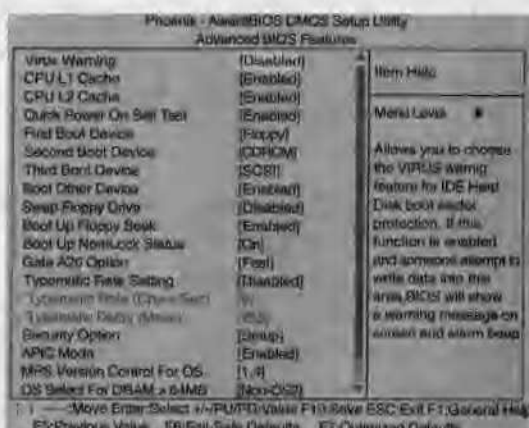 Phoenix - AwardBIOS CMOS Setup Utility
Advanced BIOS Features
Virus Warning [Disabled]
CPU L1 Cache [Enabled]
CPU L2 Cache [Enabled]
Quick Power On Self Test [Enabled]
First Boot Device [Floppy]
Second Boot Device [CDROM]
Third Boot Device [SCSI]
Boot Other Device [Enabled]
Swap Floppy Drive [Disabled]
Boot Up Floppy Seek [Enabled]
Boot Up NumLock Status [On]
Gate A20 Option [Fast]
Typematic Rate Setting [Disabled]
Typematic Rate (Chars/Sec)
Typematic Delay (Msec)
Security Option [Setup]
APIC Mode [Enabled]
MPS Version Control For OS [1.4]
OS Select For DRAM > 64MB [Non-OS2]
Item Help
Menu Level
Allows you to choose
the VIRUS warning
feature for IDE Hard
Disk boot sector
protection. If this
function is enabled
and someone attempt to
write data into this
area, BIOS will show
a warning message on
screen and alarm beep
:Move Enter:Select +/-/PU/PD:Value F10:Save ESC:Exit F1:General Help
F5:Previous Value F6:Fail-Safe Defaults F7:Optimized Defaults